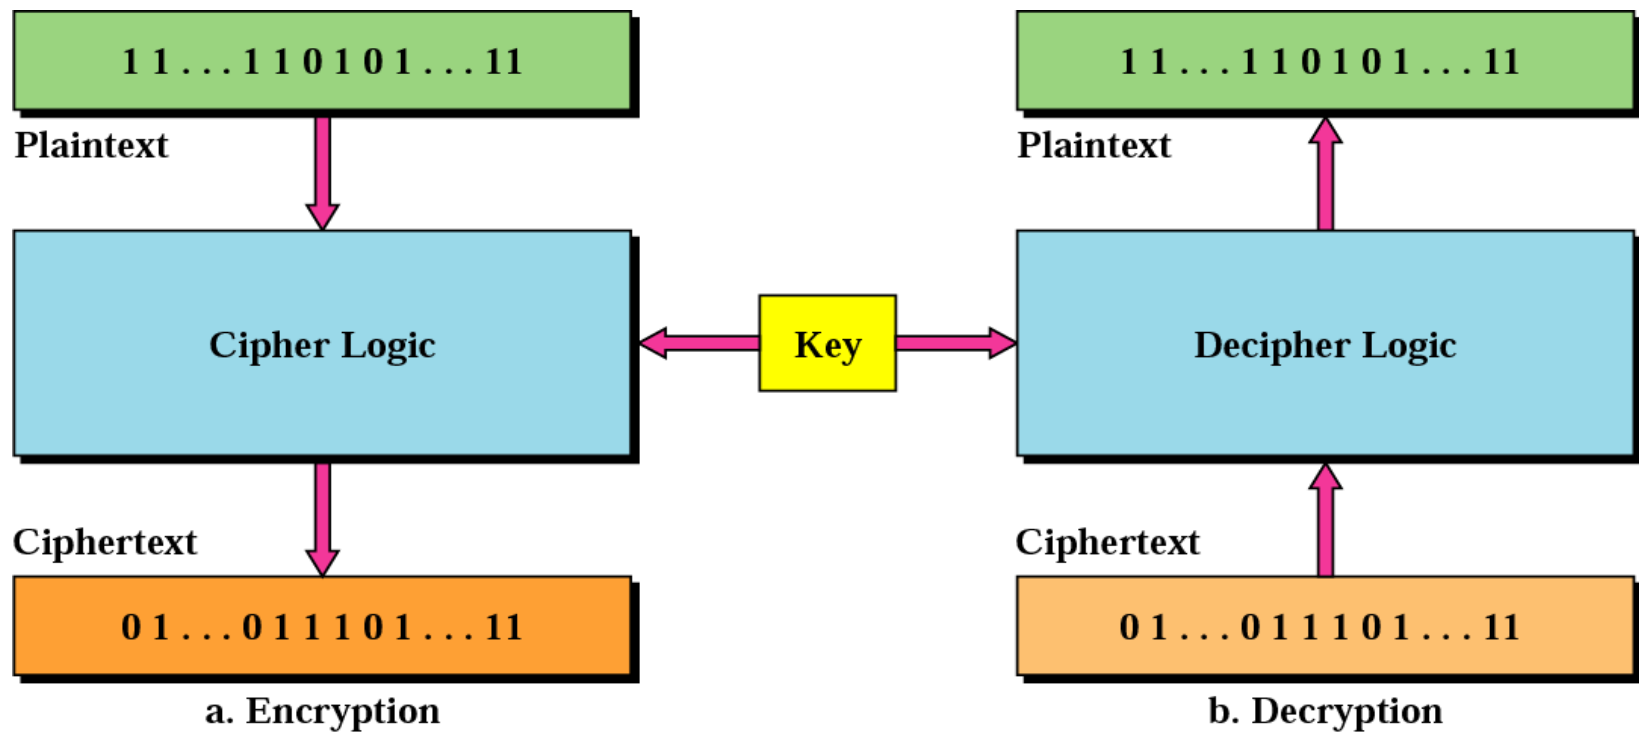 1 1 . . . 1 1 0 1 0 1 . . . 11
Plaintext
Cipher Logic
Ciphertext
0 1 . . . 0 1 1 1 0 1 . . . 11
a. Encryption
Key
1 1 . . . 1 1 0 1 0 1 . . . 11
Plaintext
Decipher Logic
Ciphertext
0 1 . . . 0 1 1 1 0 1 . . . 11
b. Decryption